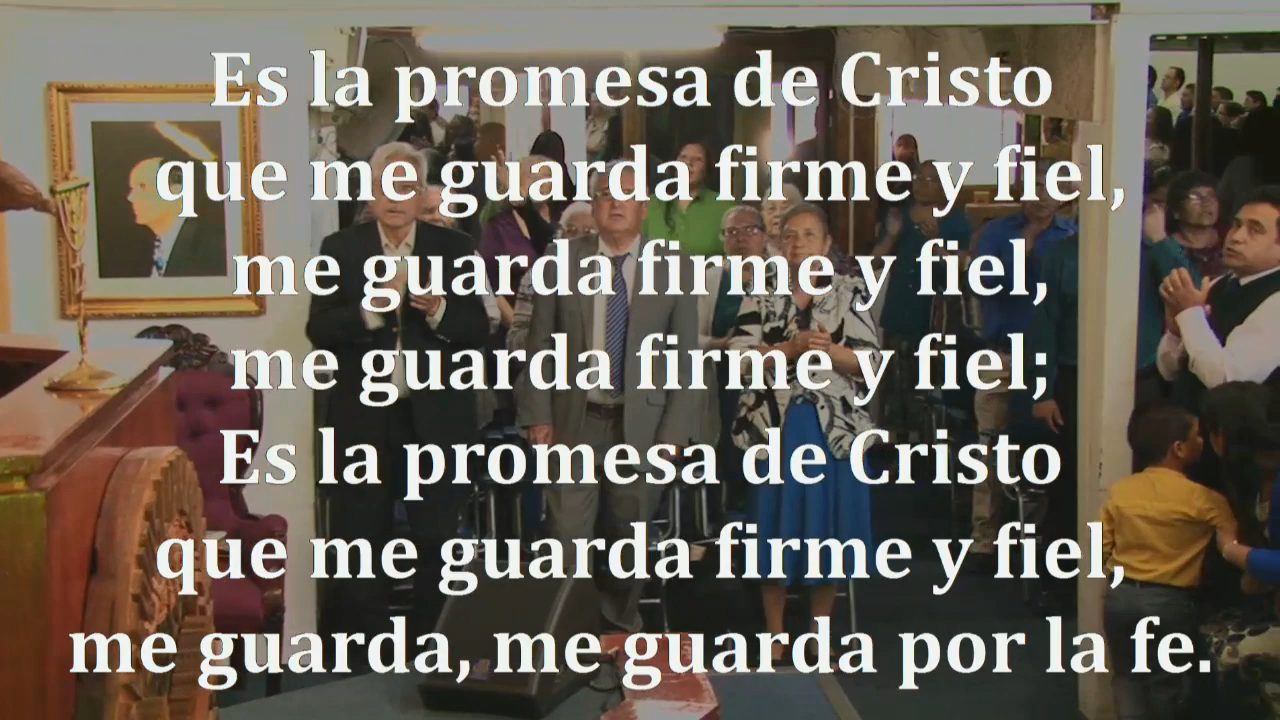 Es la promesa de Cristo
que me guarda firme y fiel,
me guarda firme y fiel,
me guarda firme y fiel;
Es la promesa de Cristo
que me guarda firme y fiel,
me guarda, me guarda por la fe.